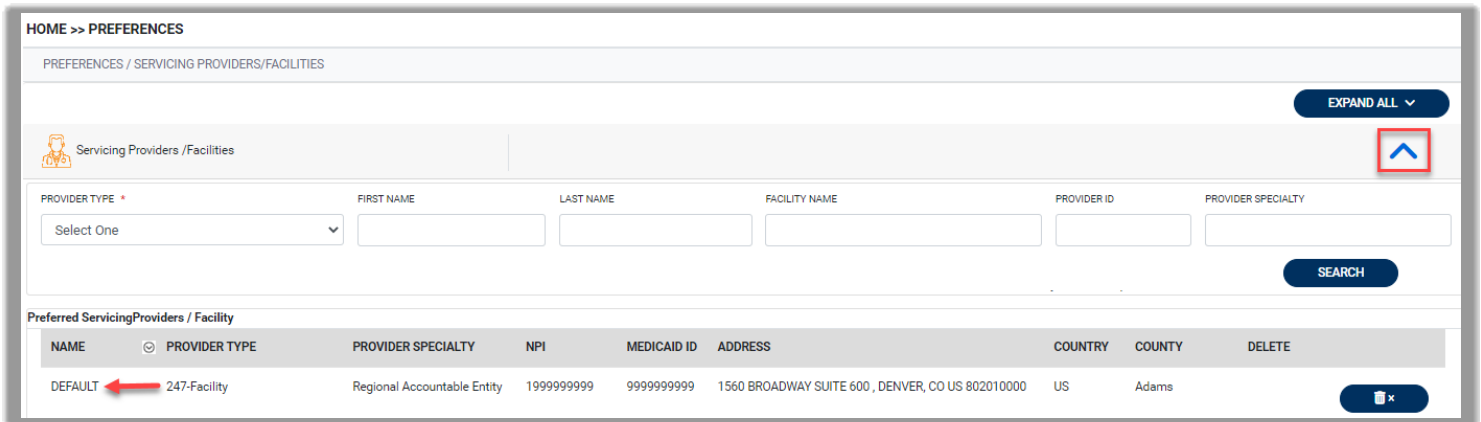 HOME >> PREFERENCES
PREFERENCES / SERVICING PROVIDERS/FACILITIES
EXPAND ALL
Servicing Providers /Facilities
PROVIDER TYPE * FIRST NAME LAST NAME FACILITY NAME PROVIDER ID PROVIDER SPECIALTY
Select One
SEARCH
Preferred ServicingProviders / Facility
NAME PROVIDER TYPE PROVIDER SPECIALTY NPI MEDICAID ID ADDRESS COUNTRY COUNTY DELETE
DEFAULT 247-Facility Regional Accountable Entity 1999999999 9999999999 1560 BROADWAY SUITE 600 , DENVER, CO US 802010000 US Adams